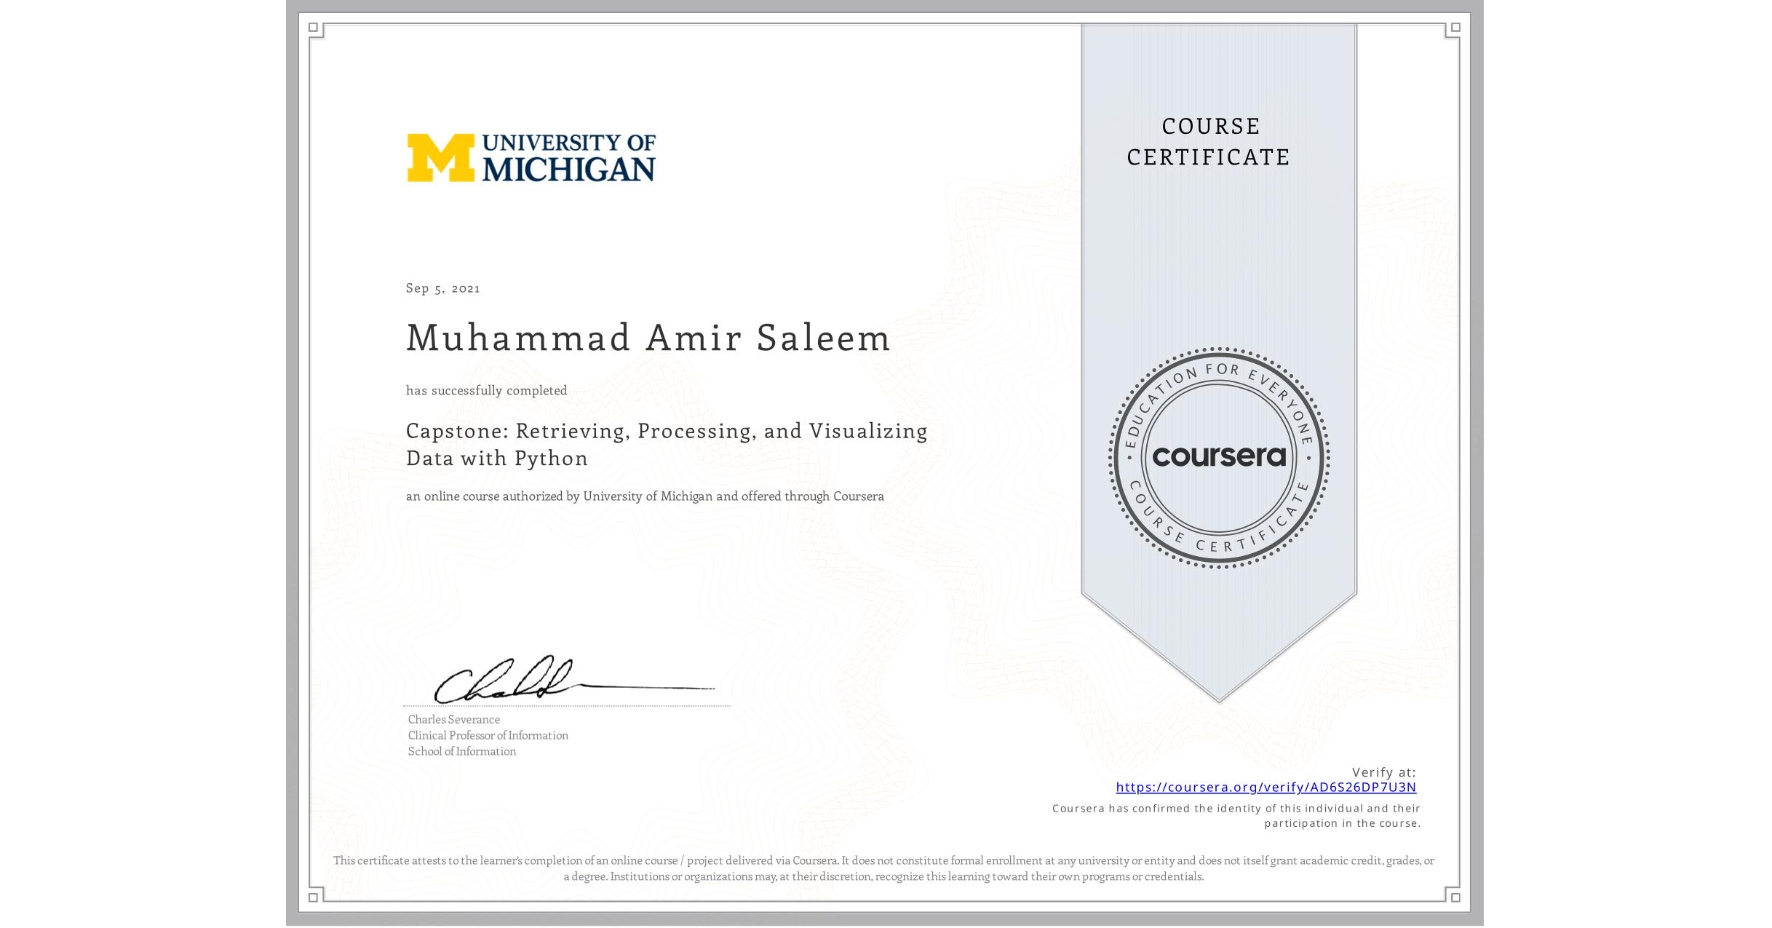 UNIVERSITY OF
MICHIGAN
COURSE
CERTIFICATE
Sep 5, 2021
Muhammad Amir Saleem
has successfully completed
Capstone: Retrieving, Processing, and Visualizing
Data with Python
an online course authorized by University of Michigan and offered through Coursera
EDUCATION FOR EVERYONE
coursera
COURSE CERTIFICATE
Charles Severance
Clinical Professor of Information
School of Information
Verify at:
https://coursera.org/verify/AD6S26DP7U3N
Coursera has confirmed the identity of this individual and their
participation in the course.
This certificate attests to the learner's completion of an online course / project delivered via Coursera. It does not constitute formal enrollment at any university or entity and does not itself grant academic credit, grades, or
a degree. Institutions or organizations may, at their discretion, recognize this learning toward their own programs or credentials.